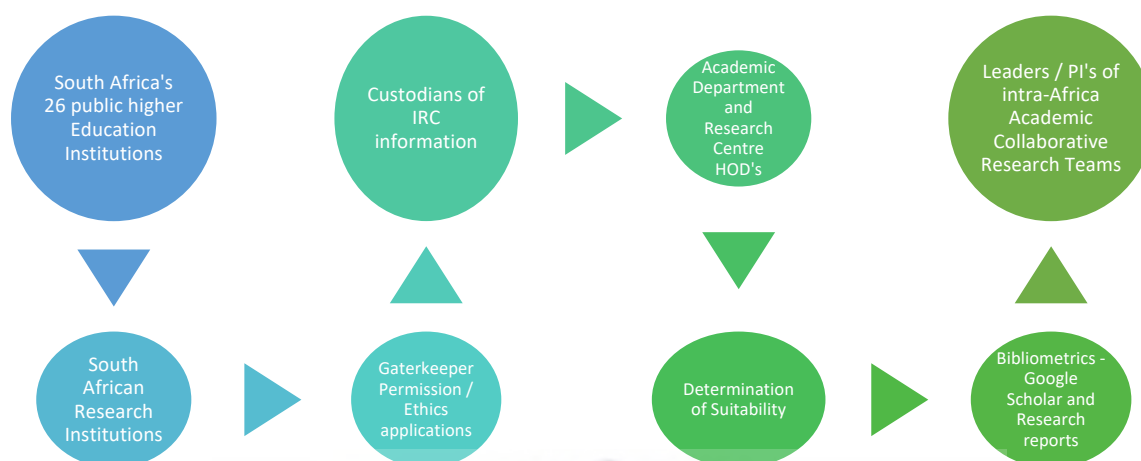 South Africa's
26 public higher
Education
Institutions
South
African
Research
Institutions
Gaterkeeper
Permission /
Ethics
applications
Custodians of
IRC
information
Academic
Department
and
Research
Centre
HOD's
Determination
of Suitability
Bibliometrics -
Google
Scholar and
Research
reports
Leaders / PI's of
intra-Africa
Academic
Collaborative
Research Teams